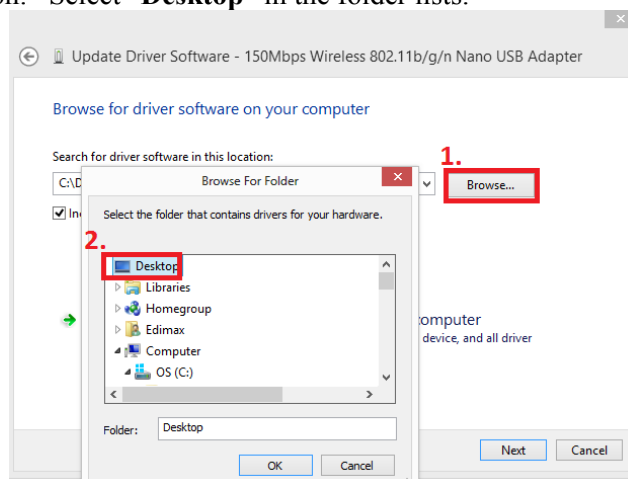 on. Select "Desktop" in the folder lists.
Update Driver Software - 150Mbps Wireless 802.11b/g/n Nano USB Adapter
Browse for driver software on your computer
Search for driver software in this location:
1.
C:\D
Browse...
In
Browse For Folder
Select the folder that contains drivers for your hardware.
2.
Desktop
Libraries
Homegroup
Edimax
Computer
OS (C:)
Folder: Desktop
OK Cancel
omputer
device, and all driver
Next Cancel